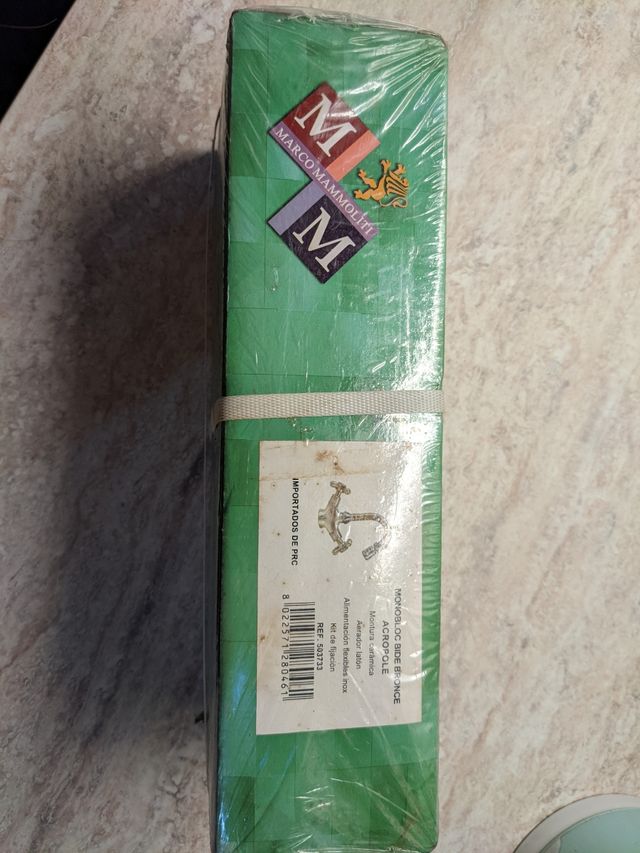 M
MARCO MAMMOLITI
M
MONOBLOC BIDE BRONCE
ACROPOLE
Montura cerámica
Aerador latón
Alimentación flexibles inox
Kit de fijación
REF. 503733
8 022571 280461
IMPORTADOS DE PRC